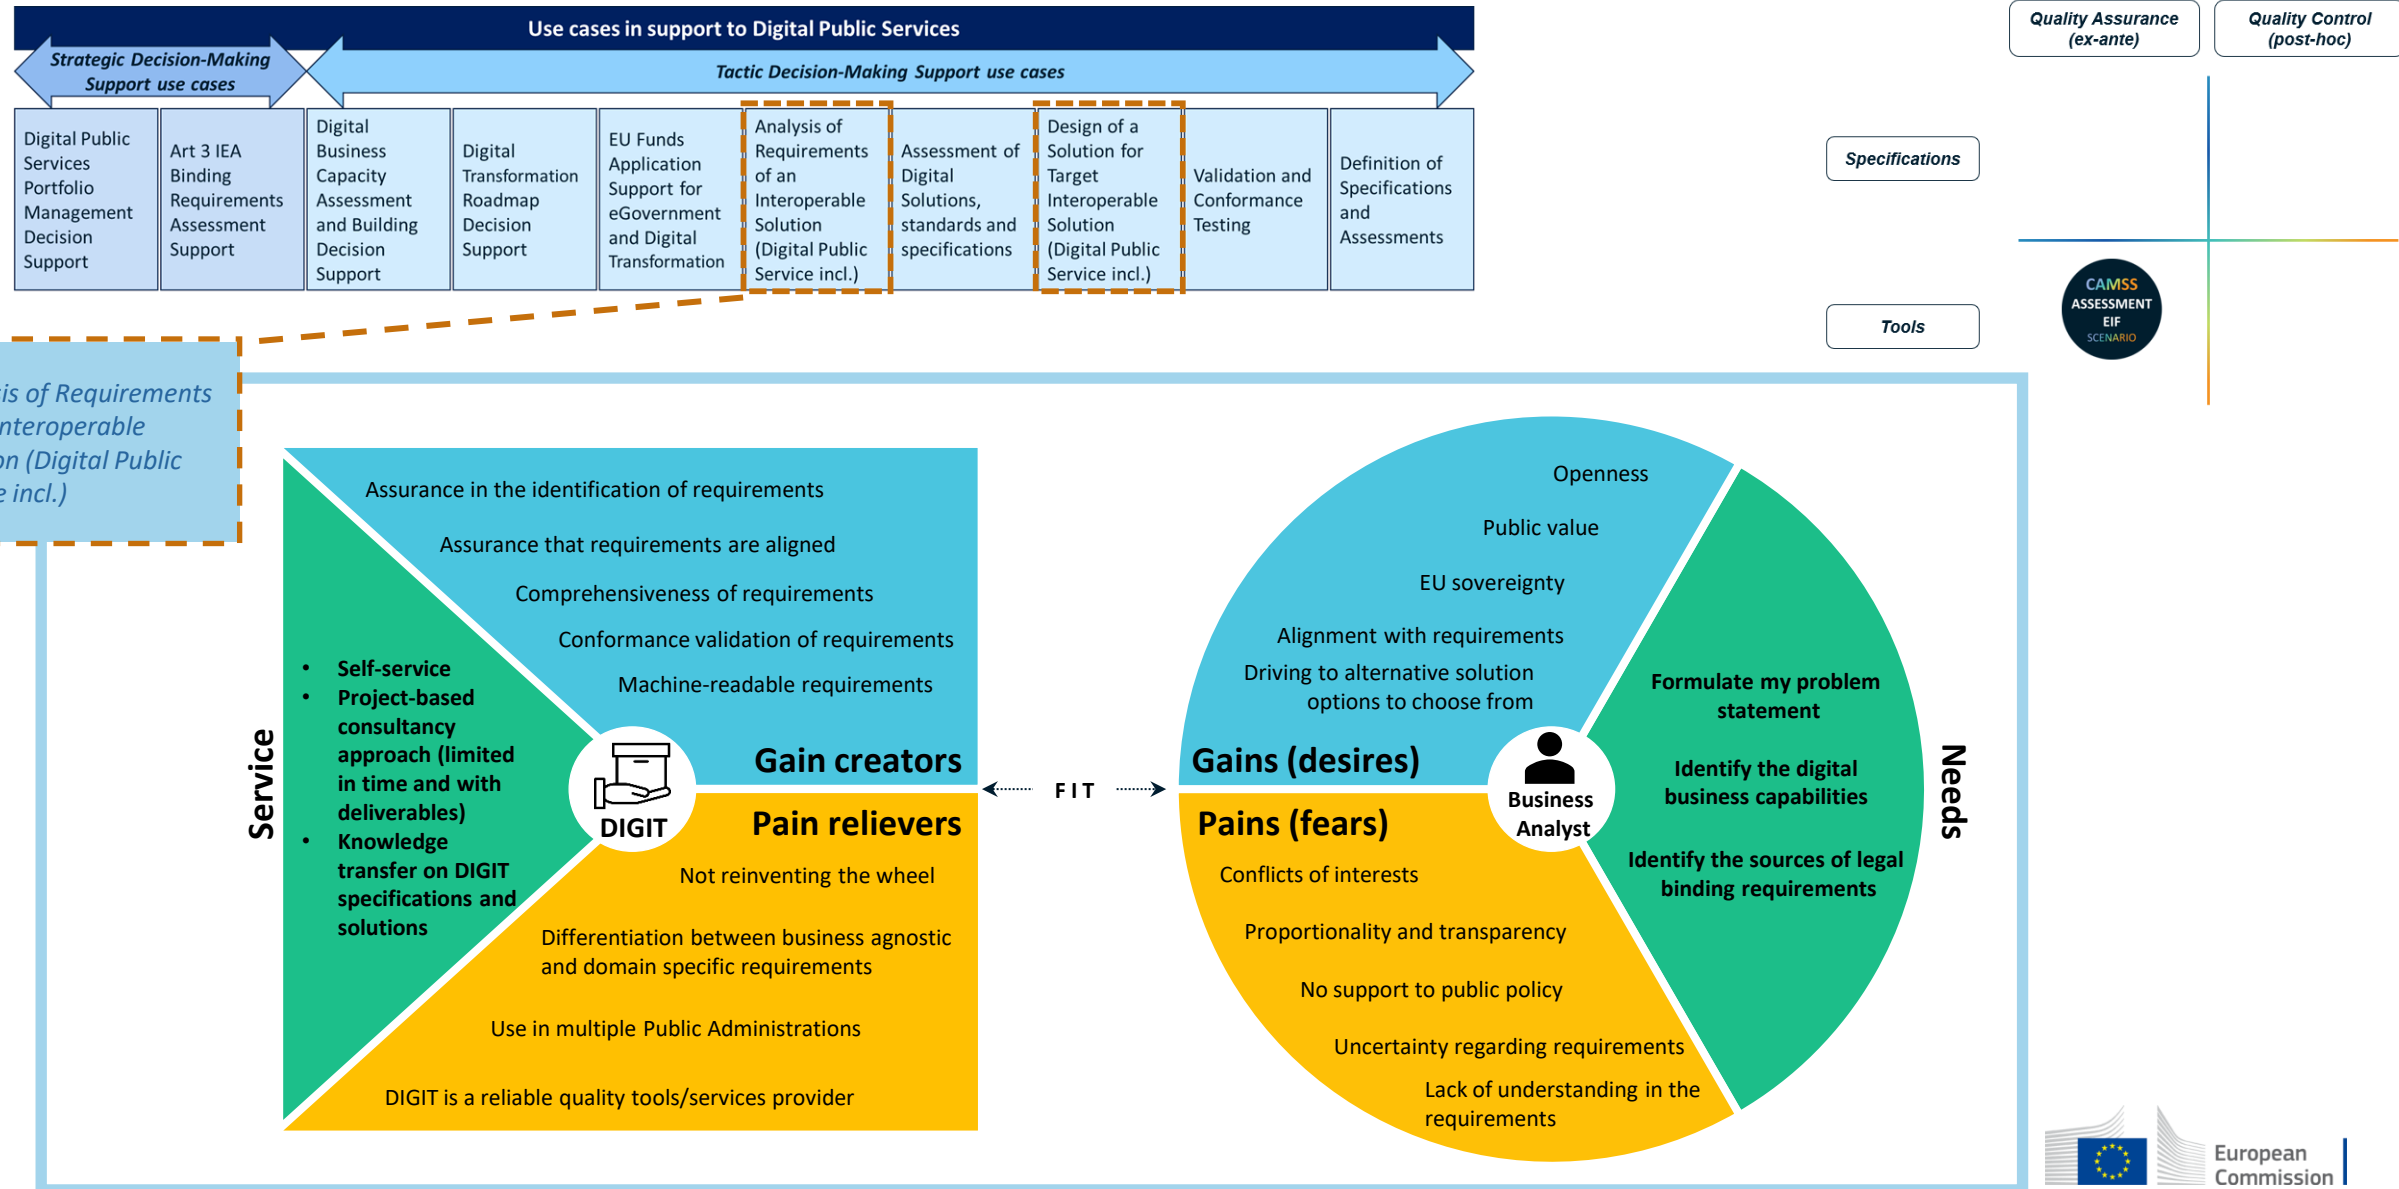 Use cases in support to Digital Public Services
Strategic Decision-Making
Support use cases
Tactic Decision-Making Support use cases
Digital Public
Services
Portfolio
Management
Decision
Support
Art 3 IEA
Binding
Requirements
Assessment
Support
Digital
Business
Capacity
Assessment
and Building
Decision
Support
Digital
Transformation
Roadmap
Decision
Support
EU Funds
Application
Support for
eGovernment
and Digital
Transformation
Analysis of
Requirements
of an
Interoperable
Solution
(Digital Public
Service incl.)
Assessment of
Digital
Solutions,
standards and
specifications
Design of a
Solution for
Target
Interoperable
Solution
(Digital Public
Service incl.)
Validation and
Conformance
Testing
Definition of
Specifications
and
Assessments
Quality Assurance
(ex-ante)
Quality Control
(post-hoc)
Specifications
Tools
CAMSS
ASSESSMENT
EIF
SCENARIO
sis of Requirements
nteroperable
on (Digital Public
e incl.)
Service
• Self-service
• Project-based
consultancy
approach (limited
in time and with
deliverables)
• Knowledge
transfer on DIGIT
specifications and
solutions
Assurance in the identification of requirements
Assurance that requirements are aligned
Comprehensiveness of requirements
Conformance validation of requirements
Machine-readable requirements
Gain creators
DIGIT
Pain relievers
Not reinventing the wheel
Differentiation between business agnostic
and domain specific requirements
Use in multiple Public Administrations
DIGIT is a reliable quality tools/services provider
FIT
Openness
Public value
EU sovereignty
Alignment with requirements
Driving to alternative solution
options to choose from
Gains (desires)
Business
Analyst
Pains (fears)
Conflicts of interests
Proportionality and transparency
No support to public policy
Uncertainty regarding requirements
Lack of understanding in the
requirements
Formulate my problem
statement
Identify the digital
business capabilities
Identify the sources of legal
binding requirements
Needs
European
Commission